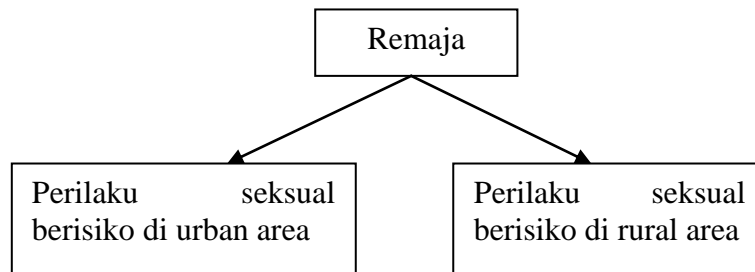 Remaja
Perilaku seksual
berisiko di urban area
Perilaku seksual
berisiko di rural area